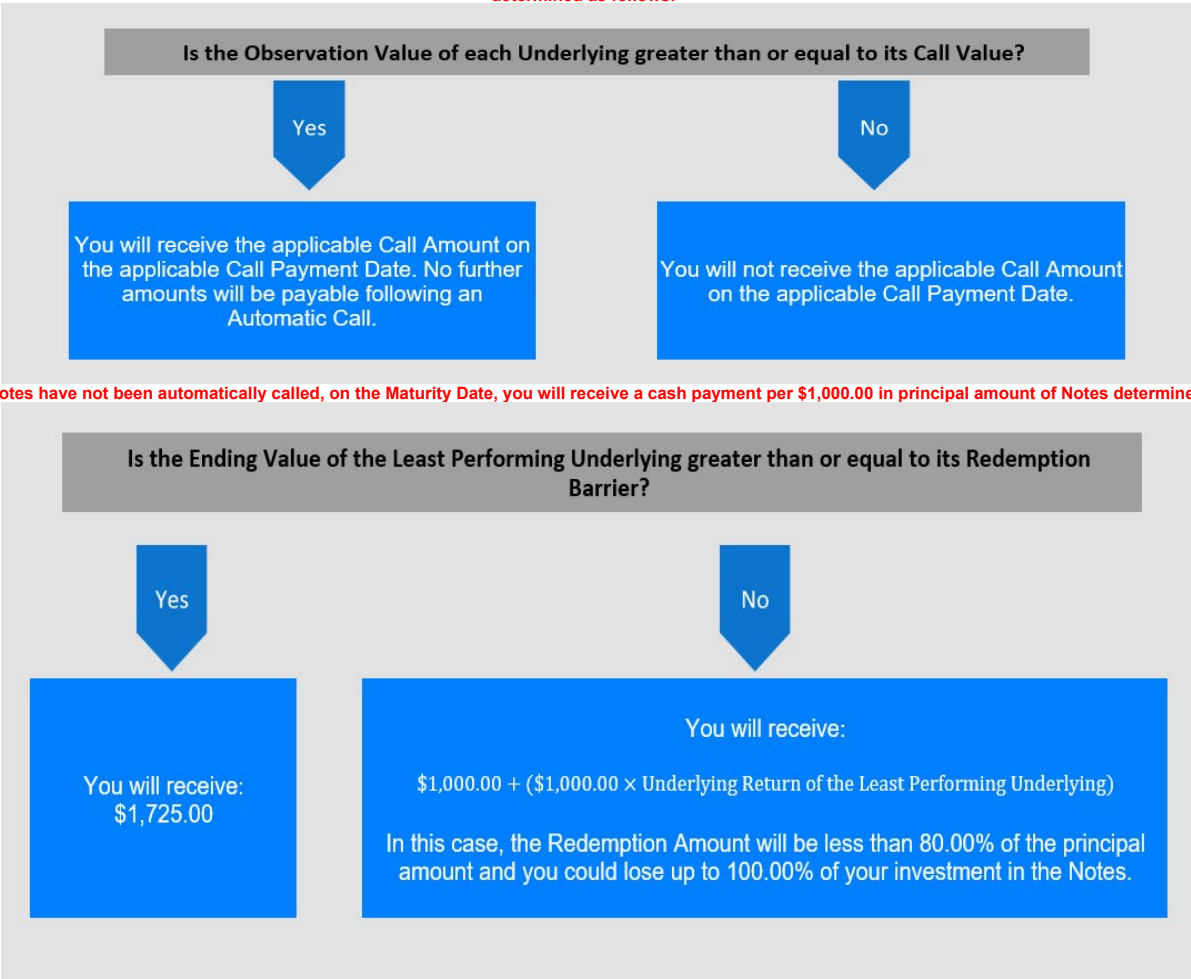 determined as follows:
Is the Observation Value of each Underlying greater than or equal to its Call Value?
Yes
No
You will receive the applicable Call Amount on
the applicable Call Payment Date. No further
amounts will be payable following an
Automatic Call.
You will not receive the applicable Call Amount
on the applicable Call Payment Date.
otes have not been automatically called, on the Maturity Date, you will receive a cash payment per $1,000.00 in principal amount of Notes determine
Is the Ending Value of the Least Performing Underlying greater than or equal to its Redemption
Barrier?
Yes
No
You will receive:
$1,725.00
You will receive:
$1,000.00 + ($1,000.00 × Underlying Return of the Least Performing Underlying)
In this case, the Redemption Amount will be less than 80.00% of the principal
amount and you could lose up to 100.00% of your investment in the Notes.